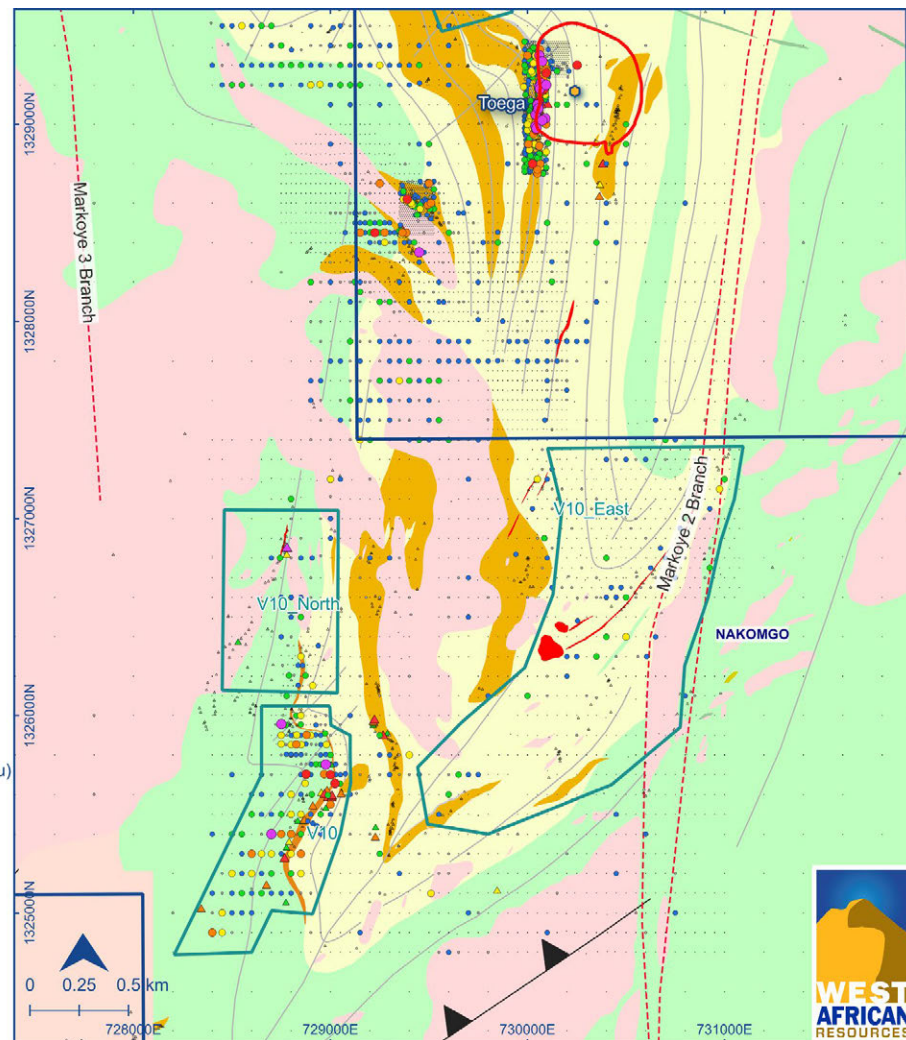 1329000N
Toega
Markoye 3 Branch
1328000N
1327000N
V10_East
Markoye 2 Branch
V10_North
NAKOMGO
1326000N
u)
V10
1325000N
0 0.25 0.5 km
728000E 729000E 730000E 731000E
WEST
AFRICAN
RESOURCES